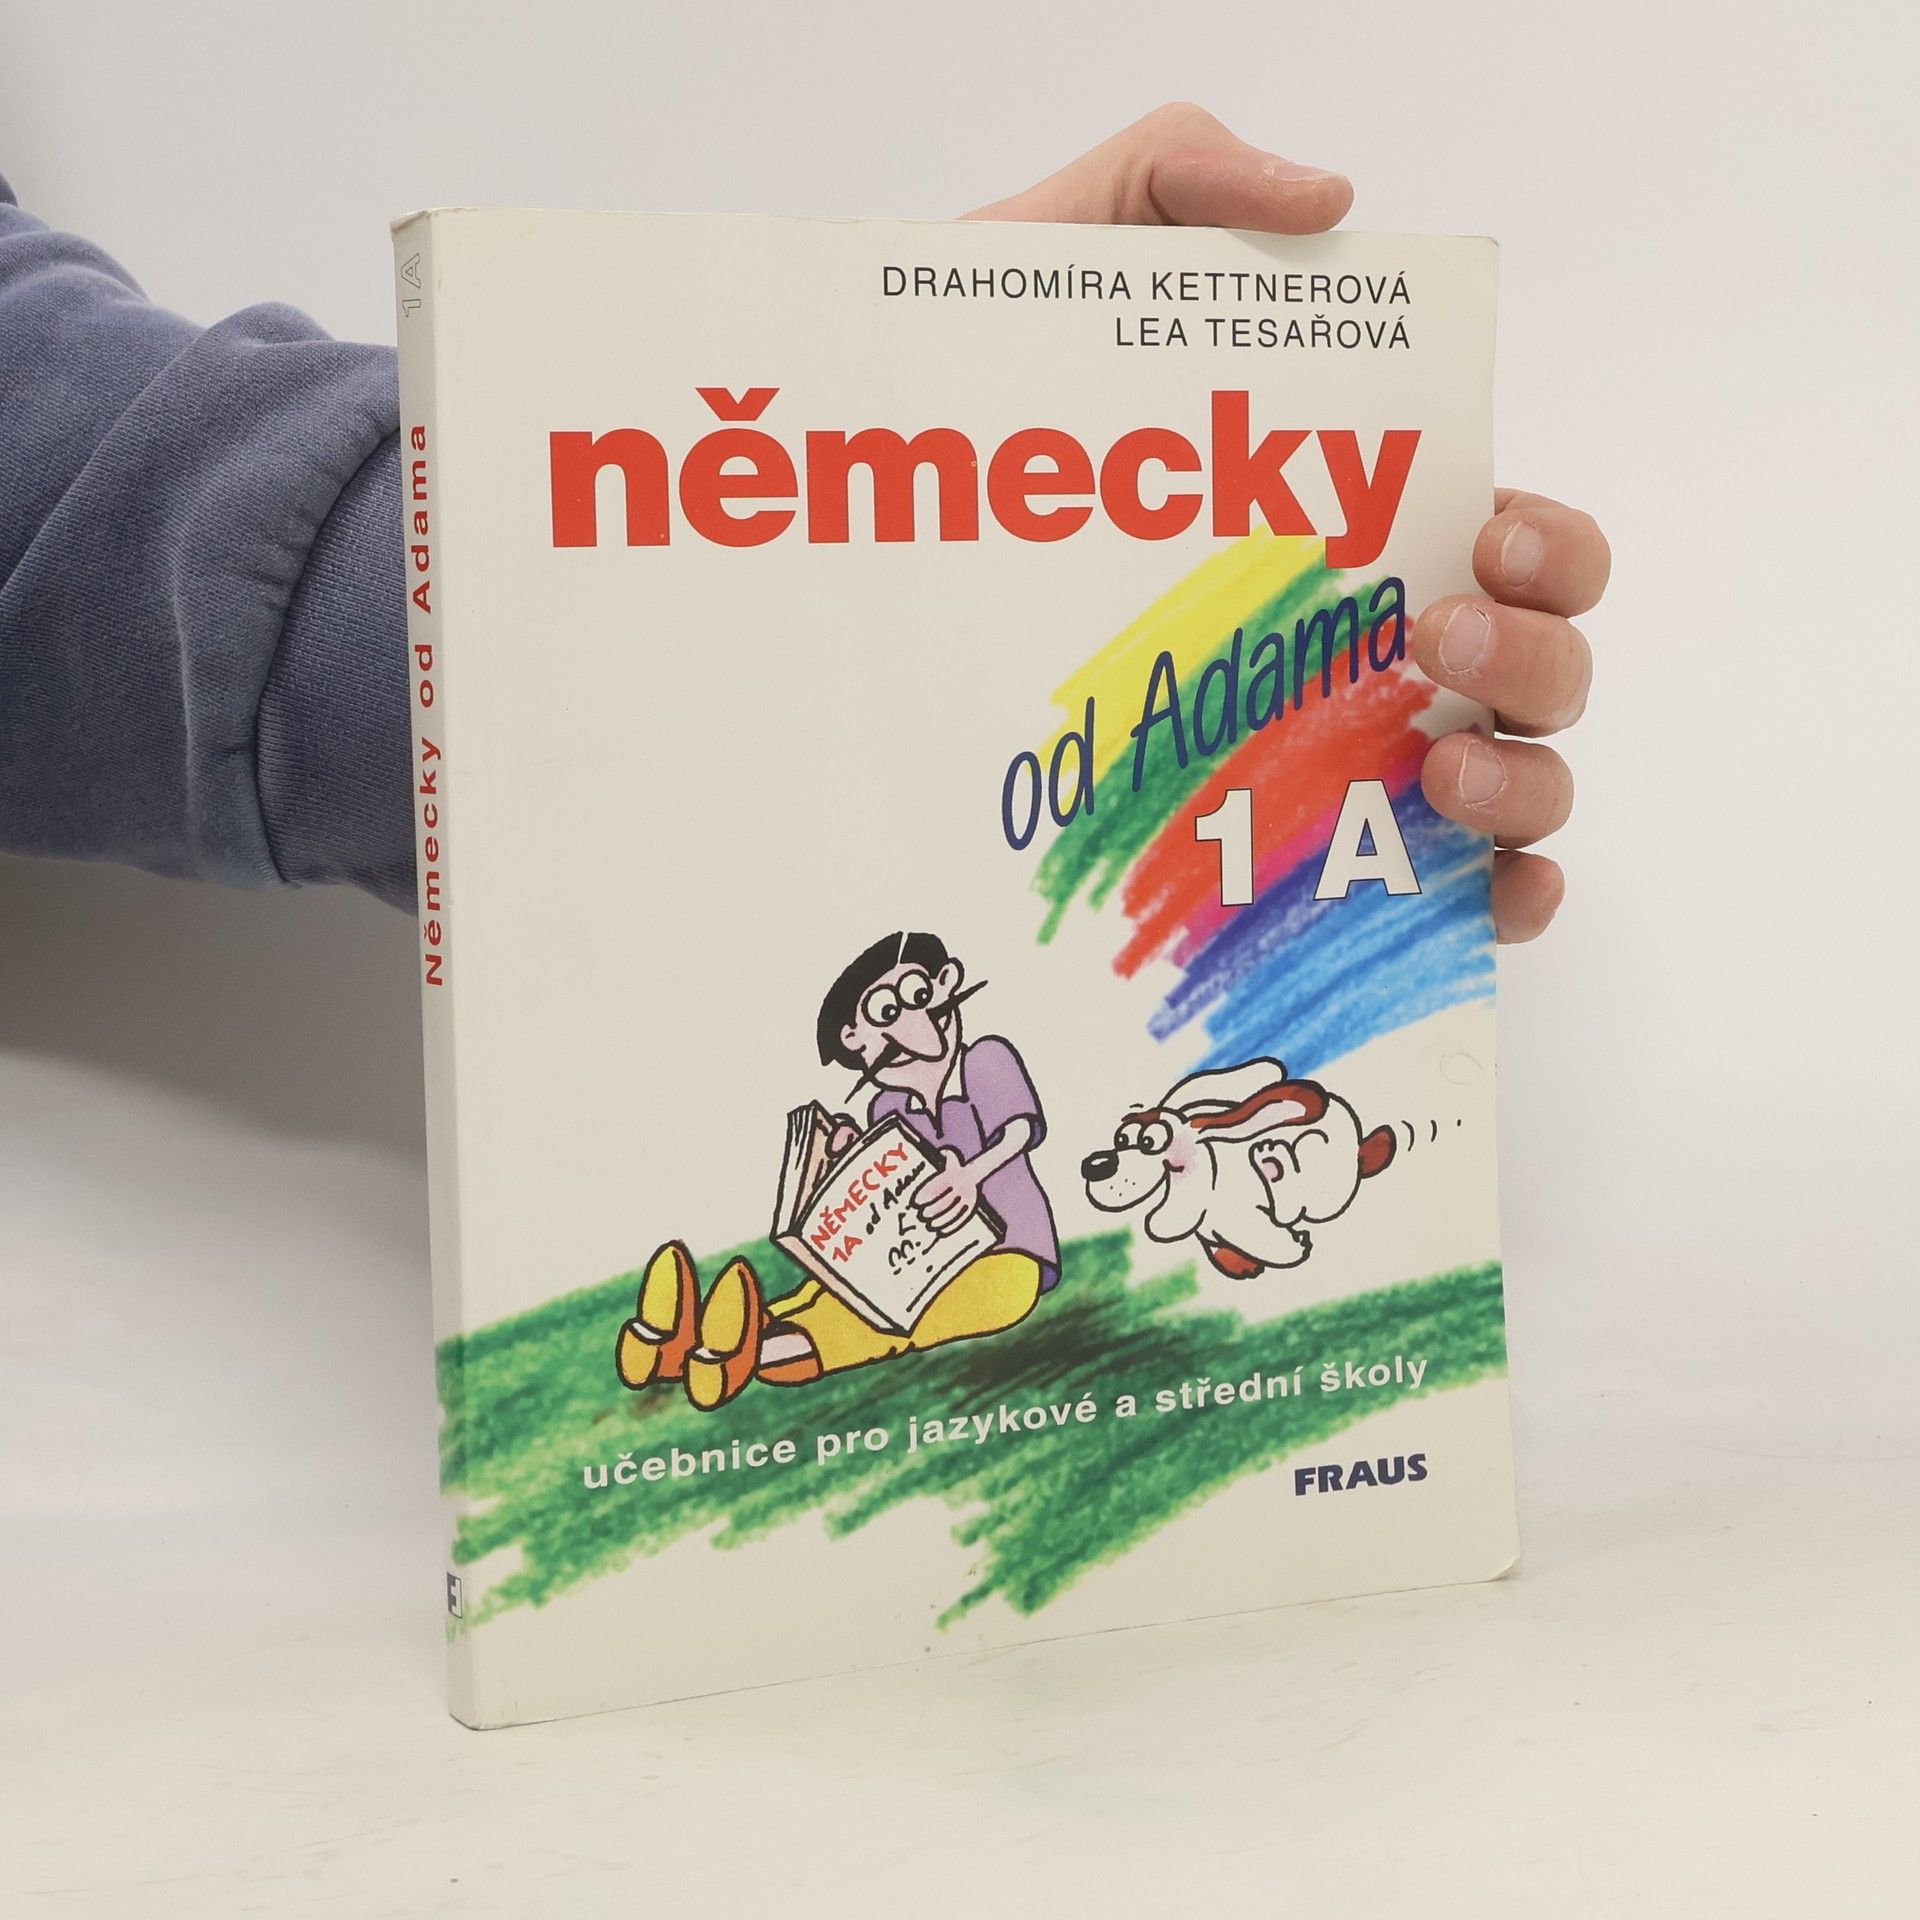 DRAHOMÍRA KETTNEROVÁ
LEA TESAŘOVÁ
německy
od Adama
1 A
NĚMECKY
1A od Adama
učebnice pro jazykové a střední školy
FRAUS
Německy od Adama 1A